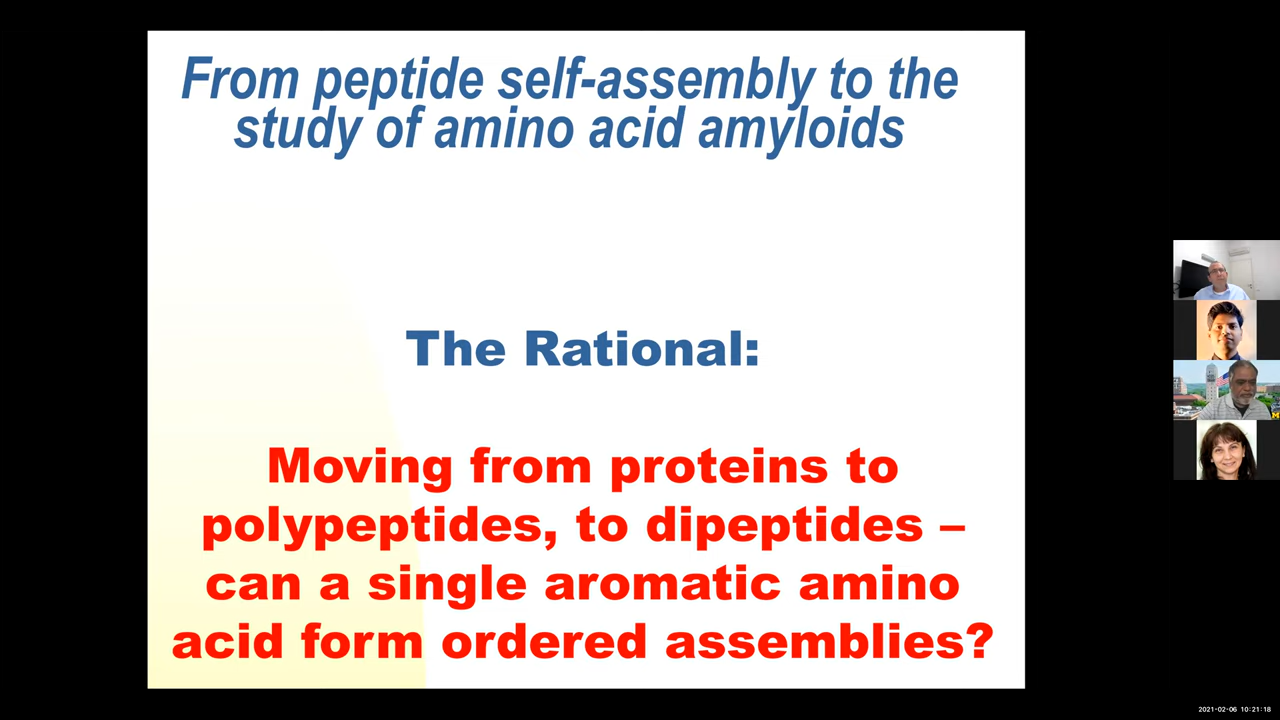 From peptide self-assembly to the
study of amino acid amyloids
The Rational:
Moving from proteins to
polypeptides, to dipeptides –
can a single aromatic amino
acid form ordered assemblies?
M
2021-02-06 10:21:18